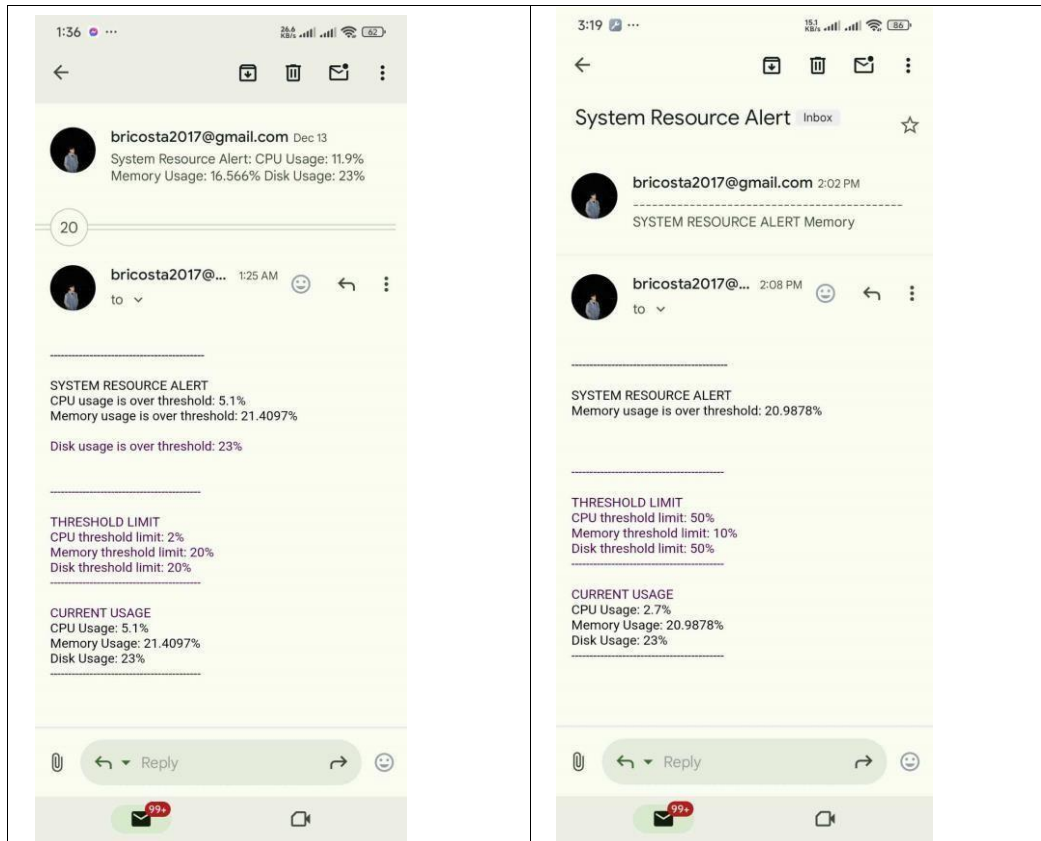 1:36 ...
26.6
KB/s
62
bricosta2017@gmail.com Dec 13
System Resource Alert: CPU Usage: 11.9%
Memory Usage: 16.566% Disk Usage: 23%
20
bricosta2017@... 1:25 AM
to
----------------------------------------
SYSTEM RESOURCE ALERT
CPU usage is over threshold: 5.1%
Memory usage is over threshold: 21.4097%
Disk usage is over threshold: 23%
----------------------------------------
THRESHOLD LIMIT
CPU threshold limit: 2%
Memory threshold limit: 20%
Disk threshold limit: 20%
----------------------------------------
CURRENT USAGE
CPU Usage: 5.1%
Memory Usage: 21.4097%
Disk Usage: 23%
----------------------------------------
Reply
99+
3:19 ...
15.1
KB/s
86
System Resource Alert Inbox
bricosta2017@gmail.com 2:02 PM
----------------------------------------
SYSTEM RESOURCE ALERT Memory
bricosta2017@... 2:08 PM
to
----------------------------------------
SYSTEM RESOURCE ALERT
Memory usage is over threshold: 20.9878%
----------------------------------------
THRESHOLD LIMIT
CPU threshold limit: 50%
Memory threshold limit: 10%
Disk threshold limit: 50%
----------------------------------------
CURRENT USAGE
CPU Usage: 2.7%
Memory Usage: 20.9878%
Disk Usage: 23%
----------------------------------------
Reply
99+